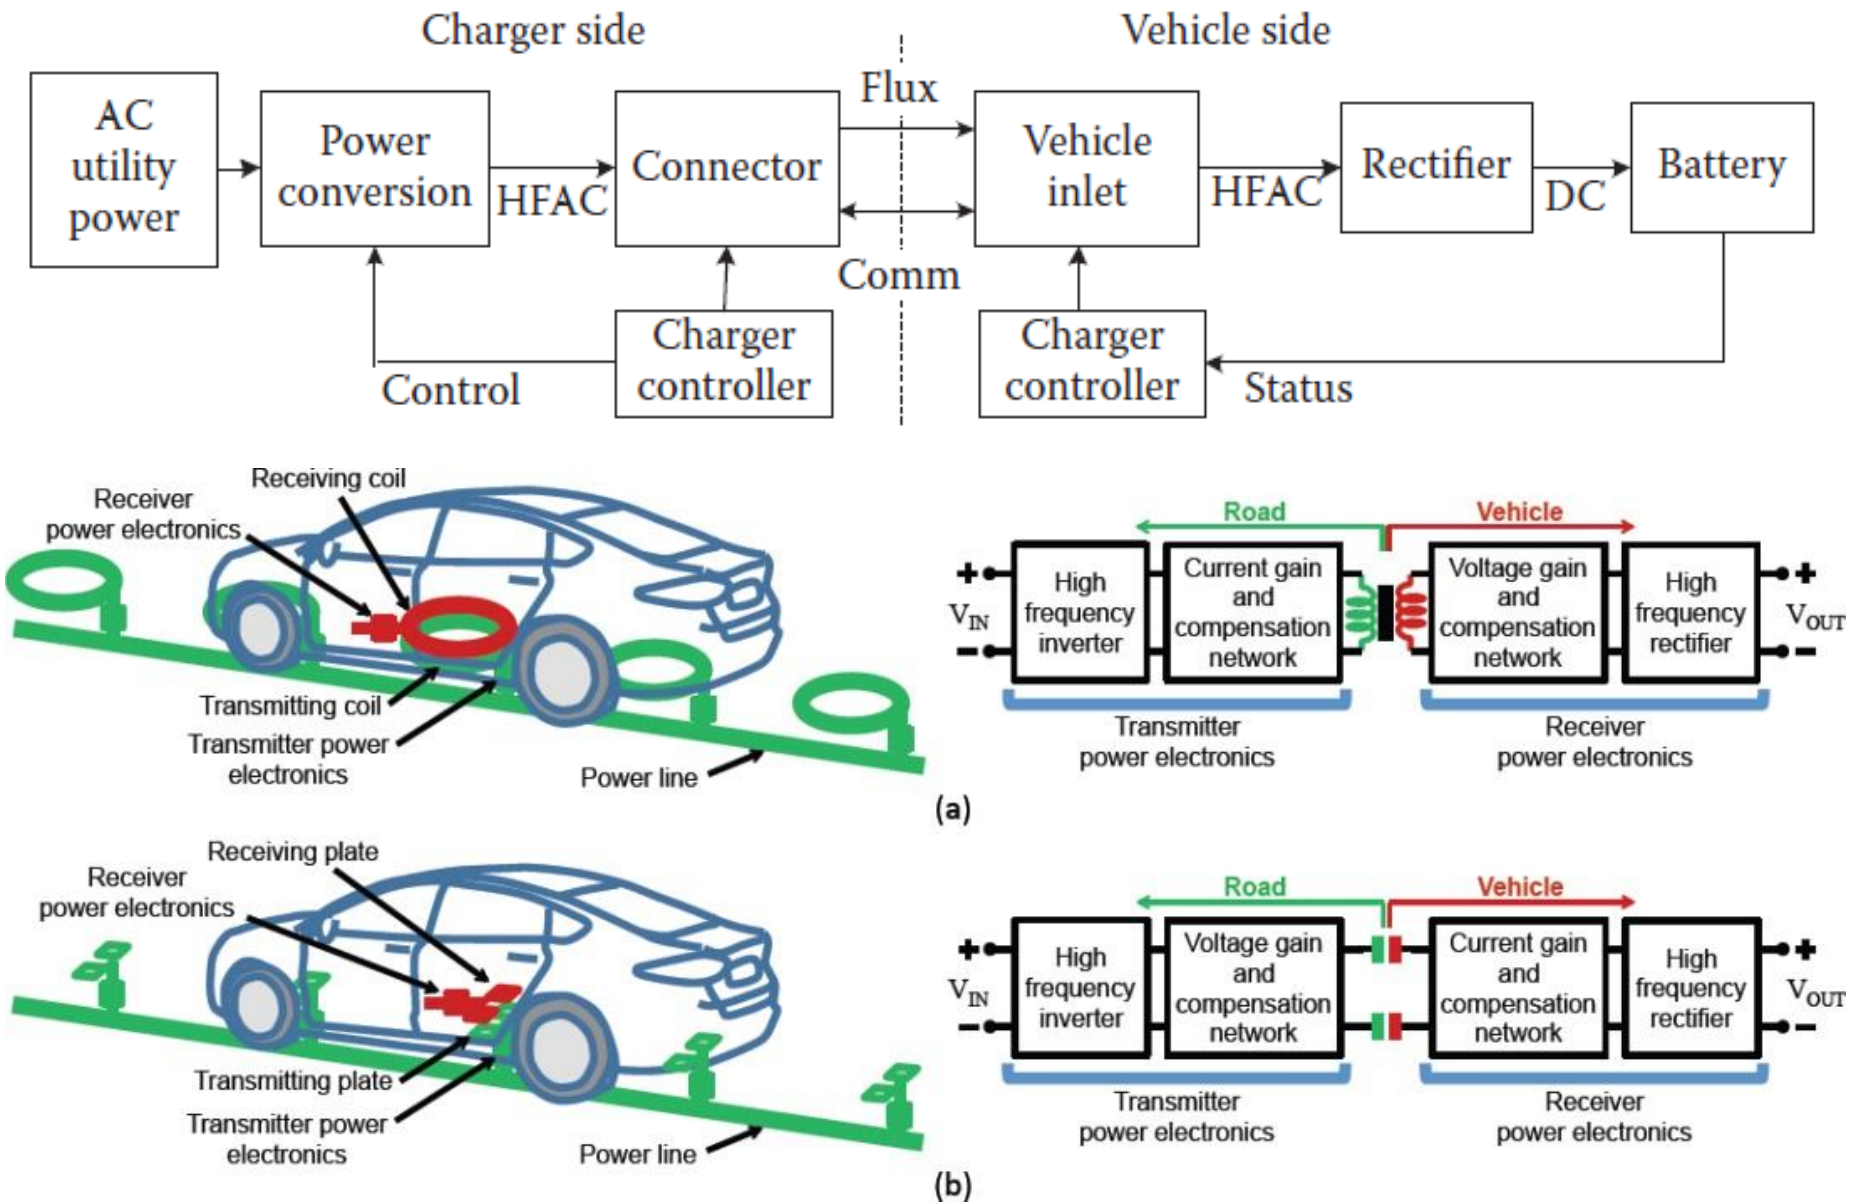 Charger side
Vehicle side
AC
utility
power
Power
conversion
HFAC
Connector
Flux
Comm
Vehicle
inlet
HFAC
Rectifier
DC
Battery
Charger
controller
Control
Charger
controller
Status
Receiving coil
Receiver
power electronics
Transmitting coil
Transmitter power
electronics
Power line
Road
Vehicle
+
V_IN
−
High
frequency
inverter
Current gain
and
compensation
network
Voltage gain
and
compensation
network
High
frequency
rectifier
+
V_OUT
−
Transmitter
power electronics
Receiver
power electronics
(a)
Receiving plate
Receiver
power electronics
Transmitting plate
Transmitter power
electronics
Power line
Road
Vehicle
+
V_IN
−
High
frequency
inverter
Voltage gain
and
compensation
network
Current gain
and
compensation
network
High
frequency
rectifier
+
V_OUT
−
Transmitter
power electronics
Receiver
power electronics
(b)